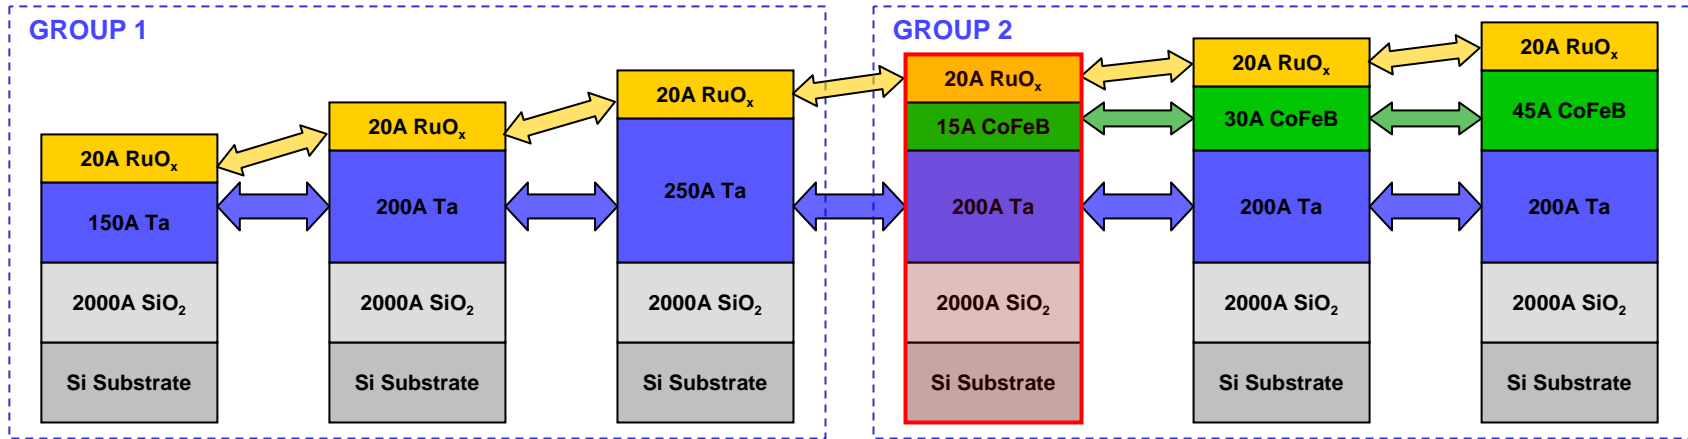 GROUP 1
20A RuOₓ
150A Ta
2000A SiO₂
Si Substrate
20A RuOₓ
200A Ta
2000A SiO₂
Si Substrate
20A RuOₓ
250A Ta
2000A SiO₂
Si Substrate
GROUP 2
20A RuOₓ
15A CoFeB
200A Ta
2000A SiO₂
Si Substrate
20A RuOₓ
30A CoFeB
200A Ta
2000A SiO₂
Si Substrate
20A RuOₓ
45A CoFeB
200A Ta
2000A SiO₂
Si Substrate